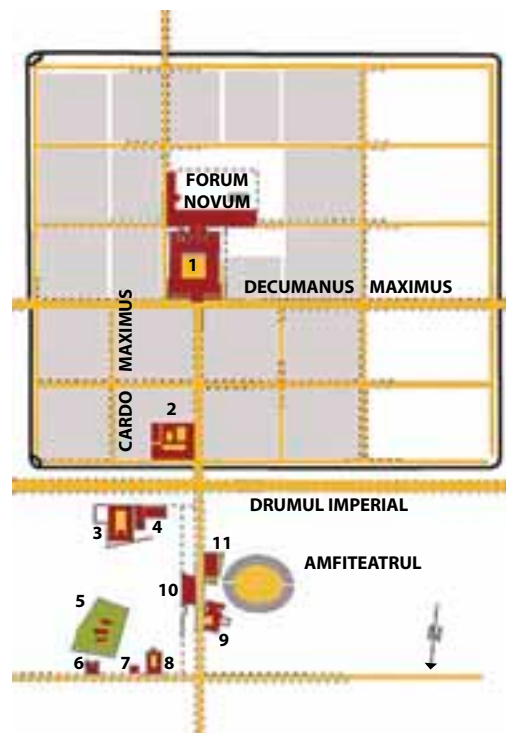 FORUM
NOVUM
1
DECUMANUS MAXIMUS
CARDO MAXIMUS
2
DRUMUL IMPERIAL
3
4
11
AMFITEATRUL
10
5
9
6
7
8
N